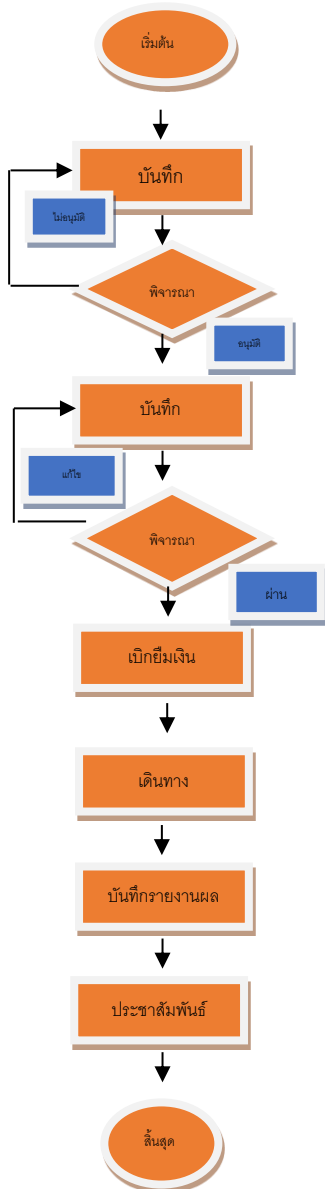 เริ่มต้น
บันทึก
ไม่อนุมัติ
พิจารณา
อนุมัติ
บันทึก
แก้ไข
พิจารณา
ผ่าน
เบิกยืมเงิน
เดินทาง
บันทึกรายงานผล
ประชาสัมพันธ์
สิ้นสุด